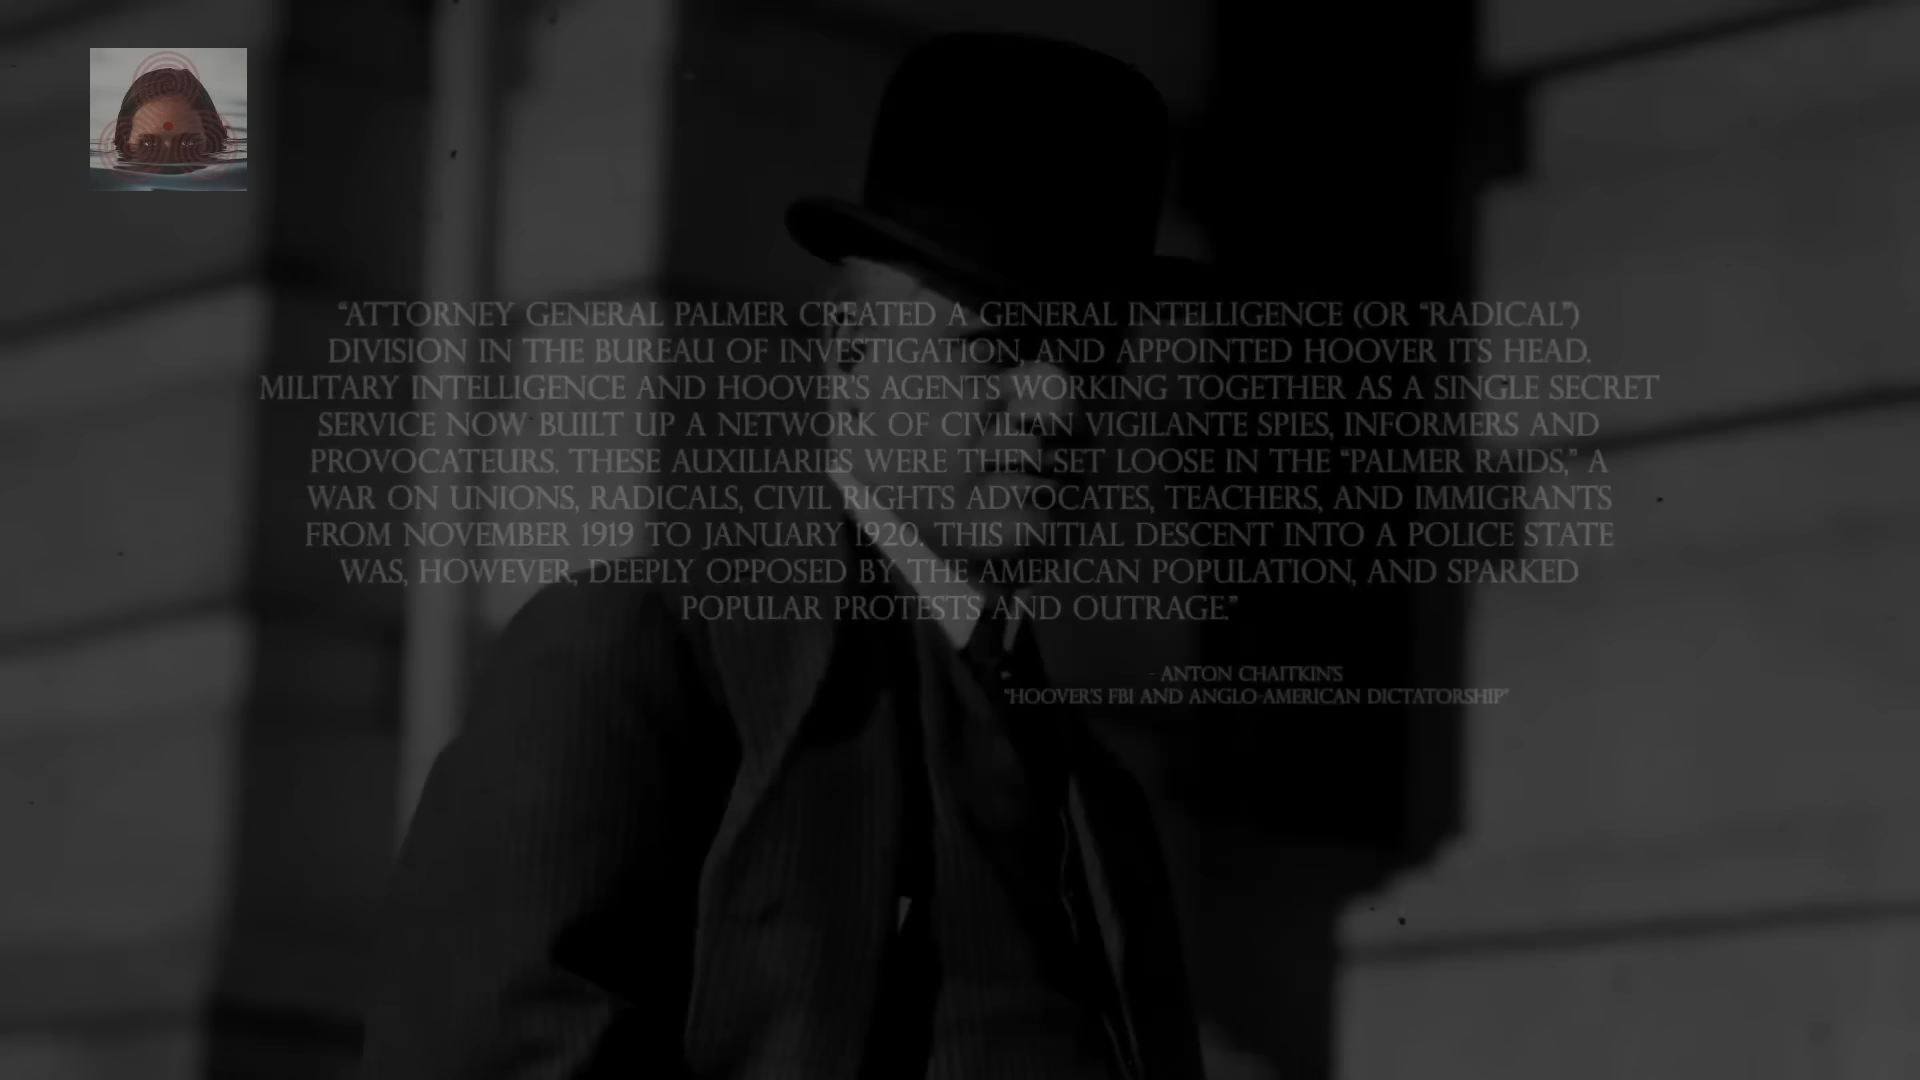 “ATTORNEY GENERAL PALMER CREATED A GENERAL INTELLIGENCE (OR “RADICAL”)
DIVISION IN THE BUREAU OF INVESTIGATION, AND APPOINTED HOOVER ITS HEAD.
MILITARY INTELLIGENCE AND HOOVER'S AGENTS WORKING TOGETHER AS A SINGLE SECRET
SERVICE NOW BUILT UP A NETWORK OF CIVILIAN VIGILANTE SPIES, INFORMERS AND
PROVOCATEURS. THESE AUXILIARIES WERE THEN SET LOOSE IN THE “PALMER RAIDS,” A
WAR ON UNIONS, RADICALS, CIVIL RIGHTS ADVOCATES, TEACHERS, AND IMMIGRANTS
FROM NOVEMBER 1919 TO JANUARY 1920. THIS INITIAL DESCENT INTO A POLICE STATE
WAS, HOWEVER, DEEPLY OPPOSED BY THE AMERICAN POPULATION, AND SPARKED
POPULAR PROTESTS AND OUTRAGE.”
- ANTON CHAITKIN'S
"HOOVER'S FBI AND ANGLO-AMERICAN DICTATORSHIP"